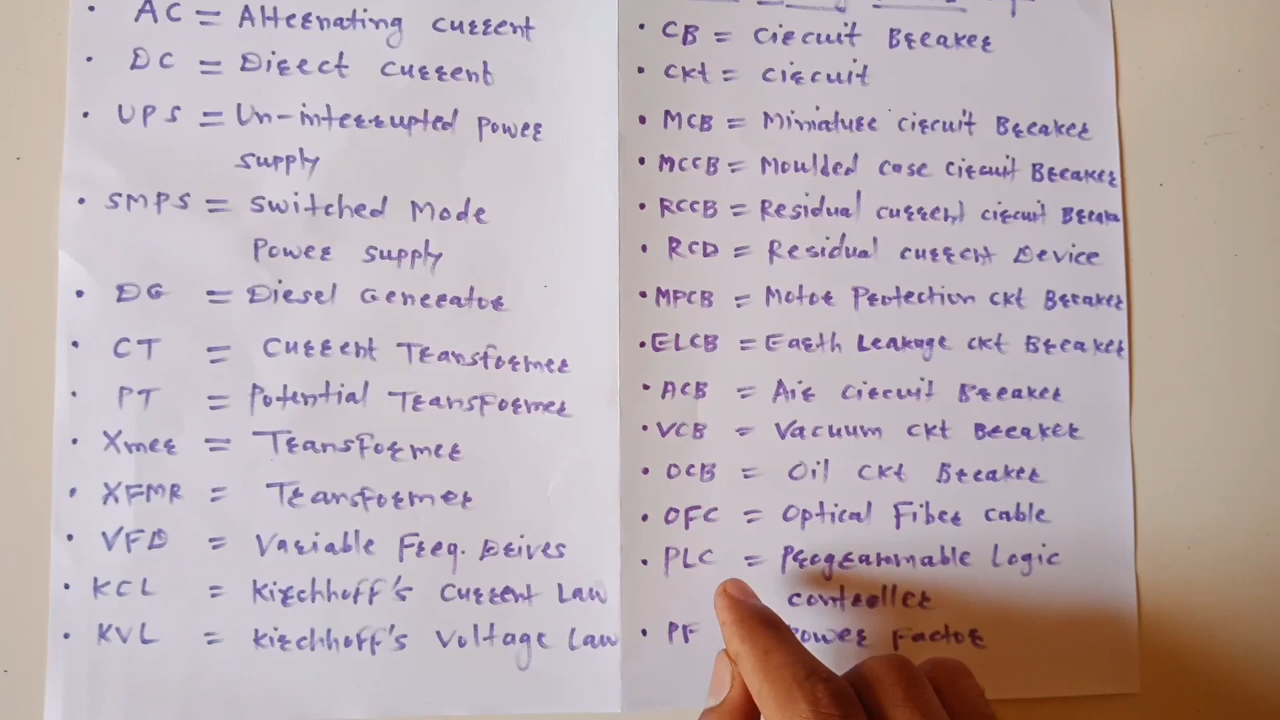 • AC = Alternating current
• DC = Direct current
• UPS = Un-interrupted Power
supply
• SMPS = Switched Mode
Power supply
• DG = Diesel Generator
• CT = Current Transformer
• PT = Potential Transformer
• Xmer = Transformer
• XFMR = Transformer
• VFD = Variable Freq. Drives
• KCL = Kirchhoff's Current Law
• KVL = Kirchhoff's Voltage Law
• CB = Circuit Breaker
• CKt = Circuit
• MCB = Miniature circuit Breaker
• MCCB = Moulded case circuit Breaker
• RCCB = Residual current circuit Breake
• RCD = Residual current Device
• MPCB = Motor Protection ckt Breaker
• ELCB = Earth Leakage ckt Breaker
• ACB = Air circuit Breaker
• VCB = Vacuum ckt Breaker
• OCB = Oil ckt Breaker
• OFC = Optical Fiber cable
• PLC = Programmable Logic
controller
• PF Power Factor